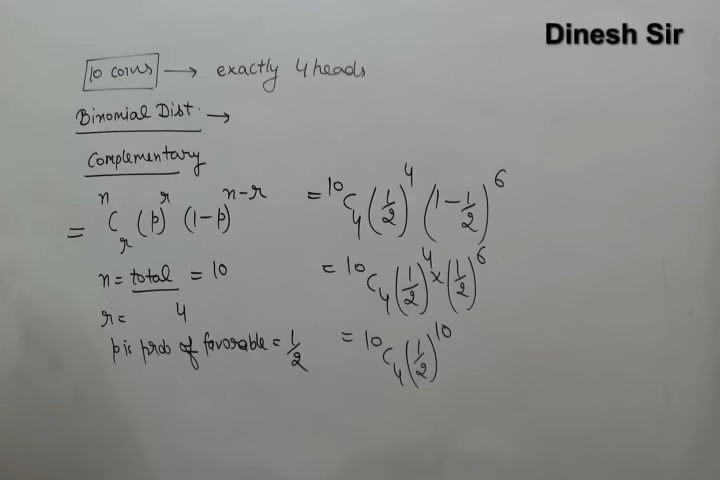 Dinesh Sir
10 coins → exactly 4 heads
Binomial Dist. →
Complementary
= ⁿCᵣ (p)ʳ (1-p)ⁿ⁻ʳ
n = total = 10
r = 4
p is prob of favorable = 1/2
= ¹⁰C₄ (1/2)⁴ (1 - 1/2)⁶
= ¹⁰C₄ (1/2)⁴ × (1/2)⁶
= ¹⁰C₄ (1/2)¹⁰